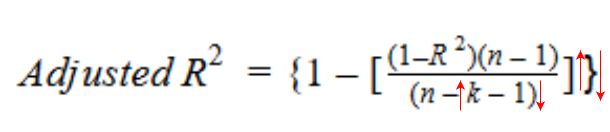 Adjusted R² = {1 – [(1–R²)(n – 1) / (n – k – 1)]}